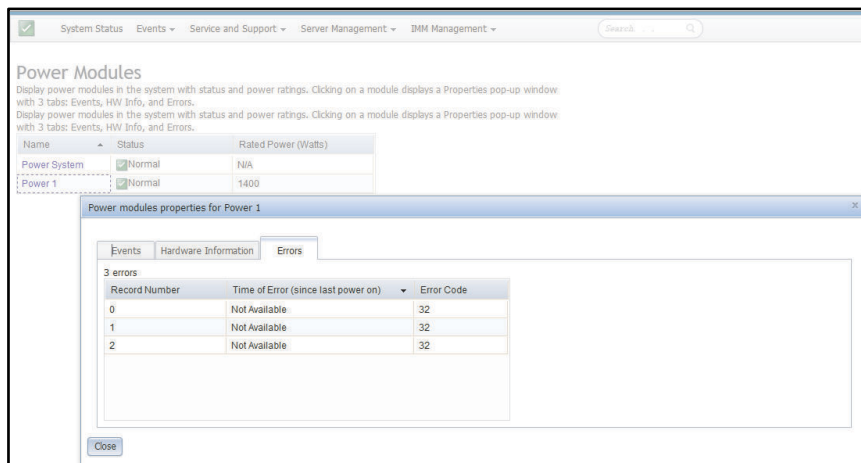 System Status Events Service and Support Server Management IMM Management Search . . .
Power Modules
Display power modules in the system with status and power ratings. Clicking on a module displays a Properties pop-up window
with 3 tabs: Events, HW Info, and Errors.
Display power modules in the system with status and power ratings. Clicking on a module displays a Properties pop-up window
with 3 tabs: Events, HW Info, and Errors.
Name Status Rated Power (Watts)
Power System Normal N/A
Power 1 Normal 1400
Power modules properties for Power 1 x
Events Hardware Information Errors
3 errors
Record Number Time of Error (since last power on) Error Code
0 Not Available 32
1 Not Available 32
2 Not Available 32
Close